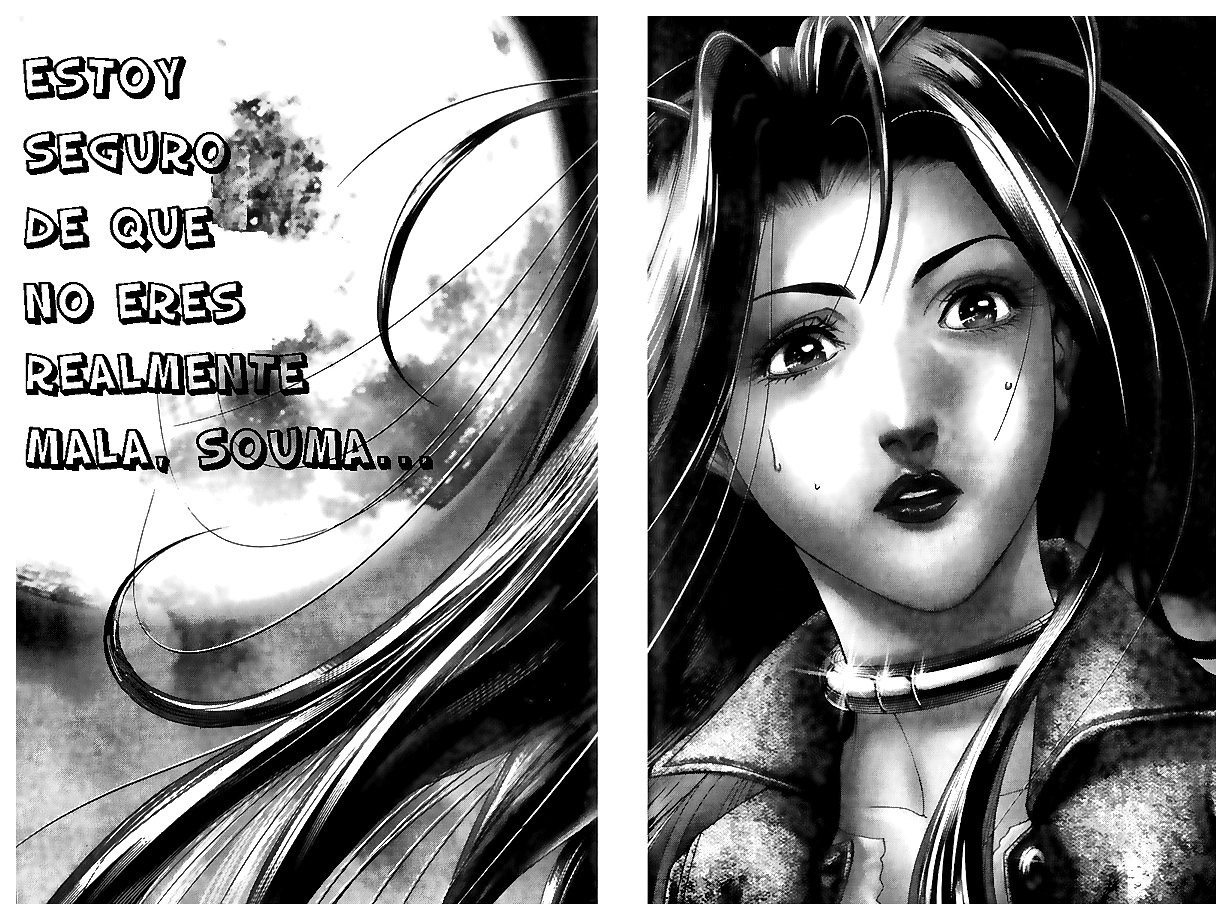 ESTOY
SEGURO
DE QUE
NO ERES
REALMENTE
MALA, SOUMA...